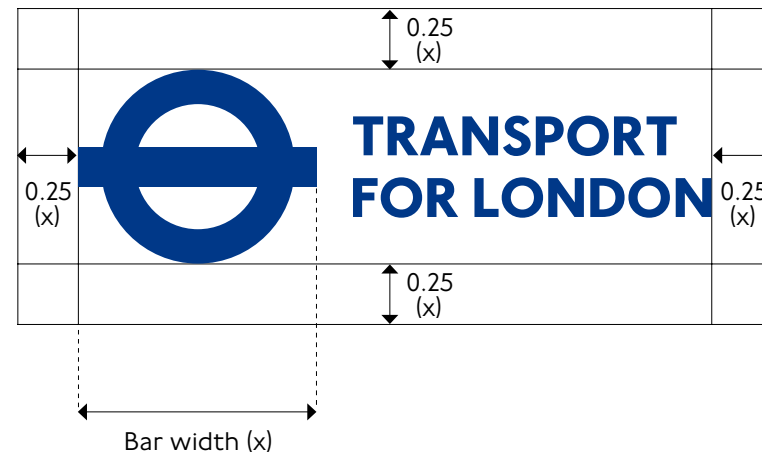 0.25
(x)
TRANSPORT
FOR LONDON
0.25
(x)
0.25
(x)
0.25
(x)
Bar width (x)